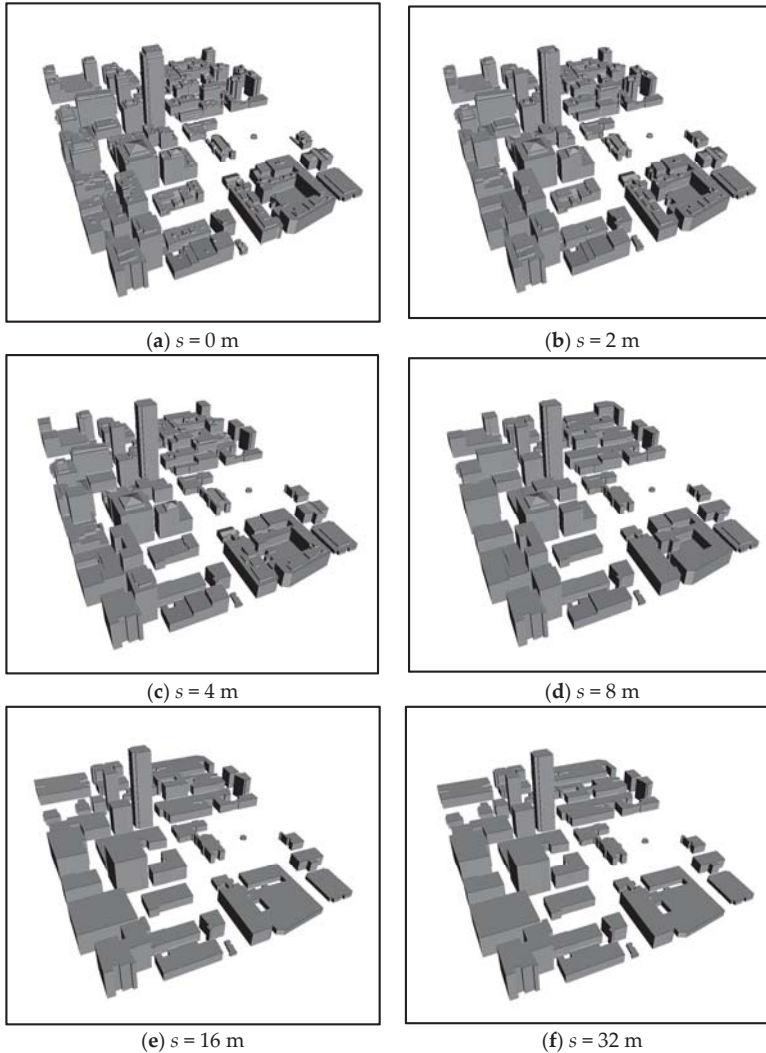 (a) s = 0 m
(b) s = 2 m
(c) s = 4 m
(d) s = 8 m
(e) s = 16 m
(f) s = 32 m